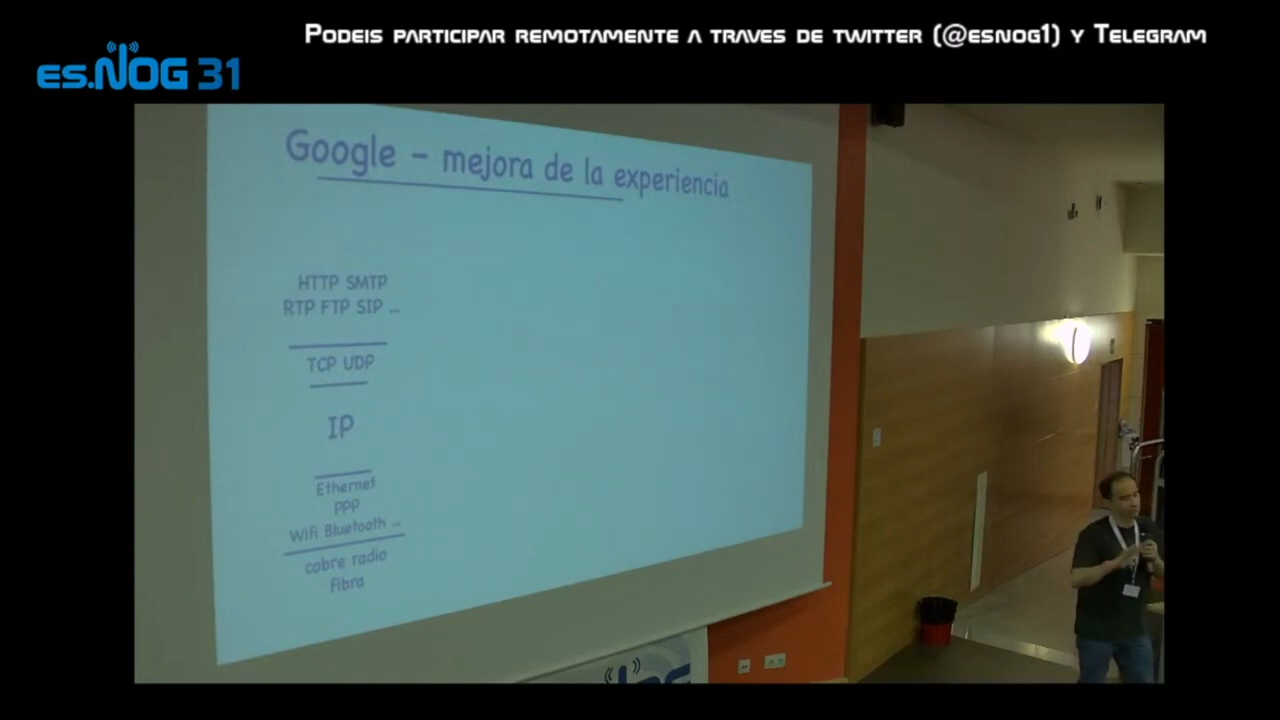 Podeis participar remotamente a traves de twitter (@esnog1) y Telegram
es.NOG 31
Google - mejora de la experiencia
HTTP SMTP
RTP FTP SIP ...
TCP UDP
IP
Ethernet
PPP
Wifi Bluetooth ...
cobre radio
fibra